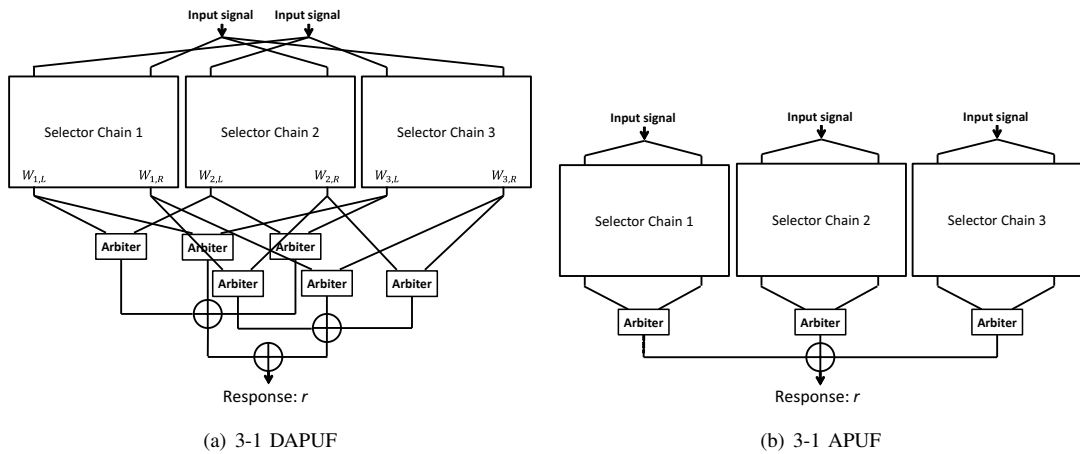 Input signal Input signal
Selector Chain 1 Selector Chain 2 Selector Chain 3
W1,L W1,R W2,L W2,R W3,L W3,R
Arbiter Arbiter Arbiter
Arbiter Arbiter Arbiter
Response: r
(a) 3-1 DAPUF
Input signal Input signal Input signal
Selector Chain 1 Selector Chain 2 Selector Chain 3
Arbiter Arbiter Arbiter
Response: r
(b) 3-1 APUF